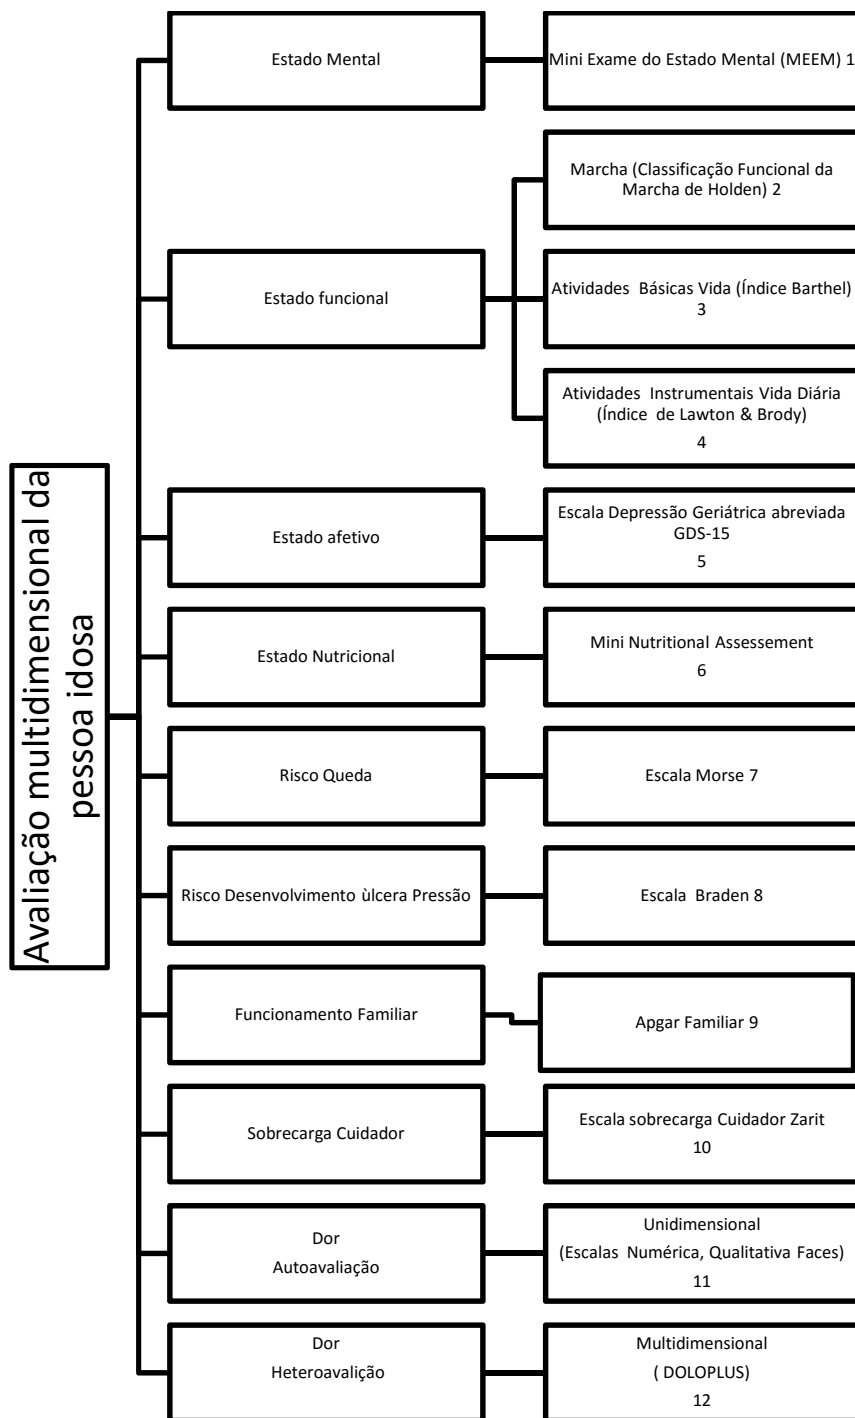 Avaliação multidimensional da
pessoa idosa
Estado Mental
Mini Exame do Estado Mental (MEEM) 1
Estado funcional
Marcha (Classificação Funcional da
Marcha de Holden) 2
Atividades Básicas Vida (Índice Barthel)
3
Atividades Instrumentais Vida Diária
(Índice de Lawton & Brody)
4
Estado afetivo
Escala Depressão Geriátrica abreviada
GDS-15
5
Estado Nutricional
Mini Nutritional Assessement
6
Risco Queda
Escala Morse 7
Risco Desenvolvimento ùlcera Pressão
Escala Braden 8
Funcionamento Familiar
Apgar Familiar 9
Sobrecarga Cuidador
Escala sobrecarga Cuidador Zarit
10
Dor
Autoavaliação
Unidimensional
(Escalas Numérica, Qualitativa Faces)
11
Dor
Heteroavalição
Multidimensional
( DOLOPLUS)
12